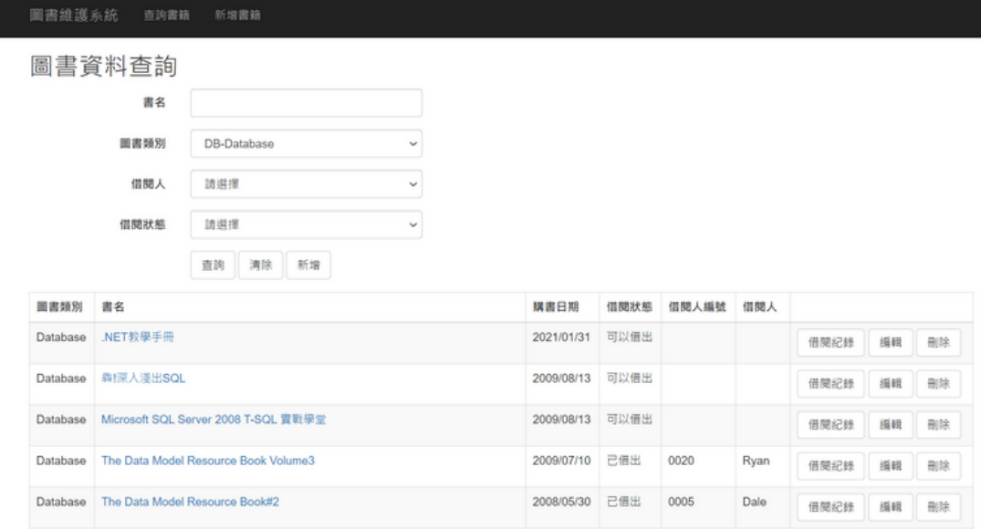 圖書維護系統 查詢書籍 新增書籍
圖書資料查詢
書名
圖書類別 DB-Database
借閱人 請選擇
借閱狀態 請選擇
查詢 清除 新增
圖書類別 書名 購書日期 借閱狀態 借閱人編號 借閱人
Database .NET教學手冊 2021/01/31 可以借出 借閱紀錄 編輯 刪除
Database 犇!深入淺出SQL 2009/08/13 可以借出 借閱紀錄 編輯 刪除
Database Microsoft SQL Server 2008 T-SQL 實戰學堂 2009/08/13 可以借出 借閱紀錄 編輯 刪除
Database The Data Model Resource Book Volume3 2009/07/10 已借出 0020 Ryan 借閱紀錄 編輯 刪除
Database The Data Model Resource Book#2 2008/05/30 已借出 0005 Dale 借閱紀錄 編輯 刪除